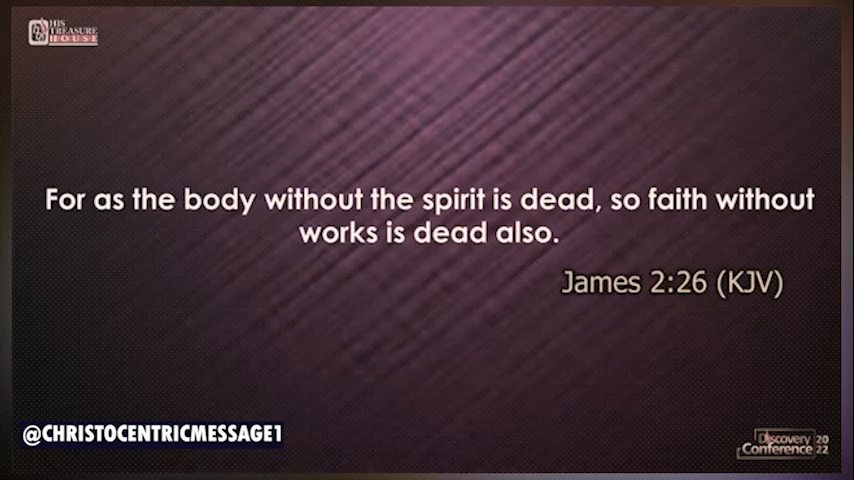 HIS
TREASURE
HOUSE
For as the body without the spirit is dead, so faith without
works is dead also.
James 2:26 (KJV)
@CHRISTOCENTRICMESSAGE1
Discovery
Conference
20
22